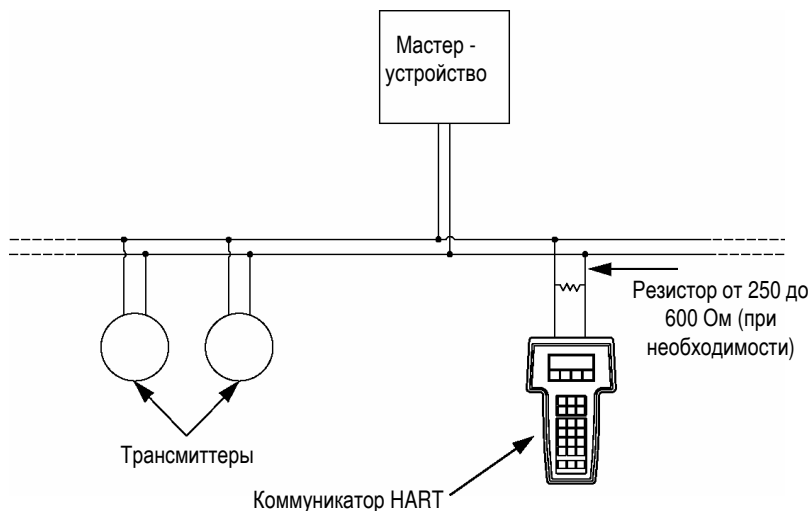 Мастер -
устройство
Резистор от 250 до
600 Ом (при
необходимости)
Трансмиттеры
Коммуникатор HART